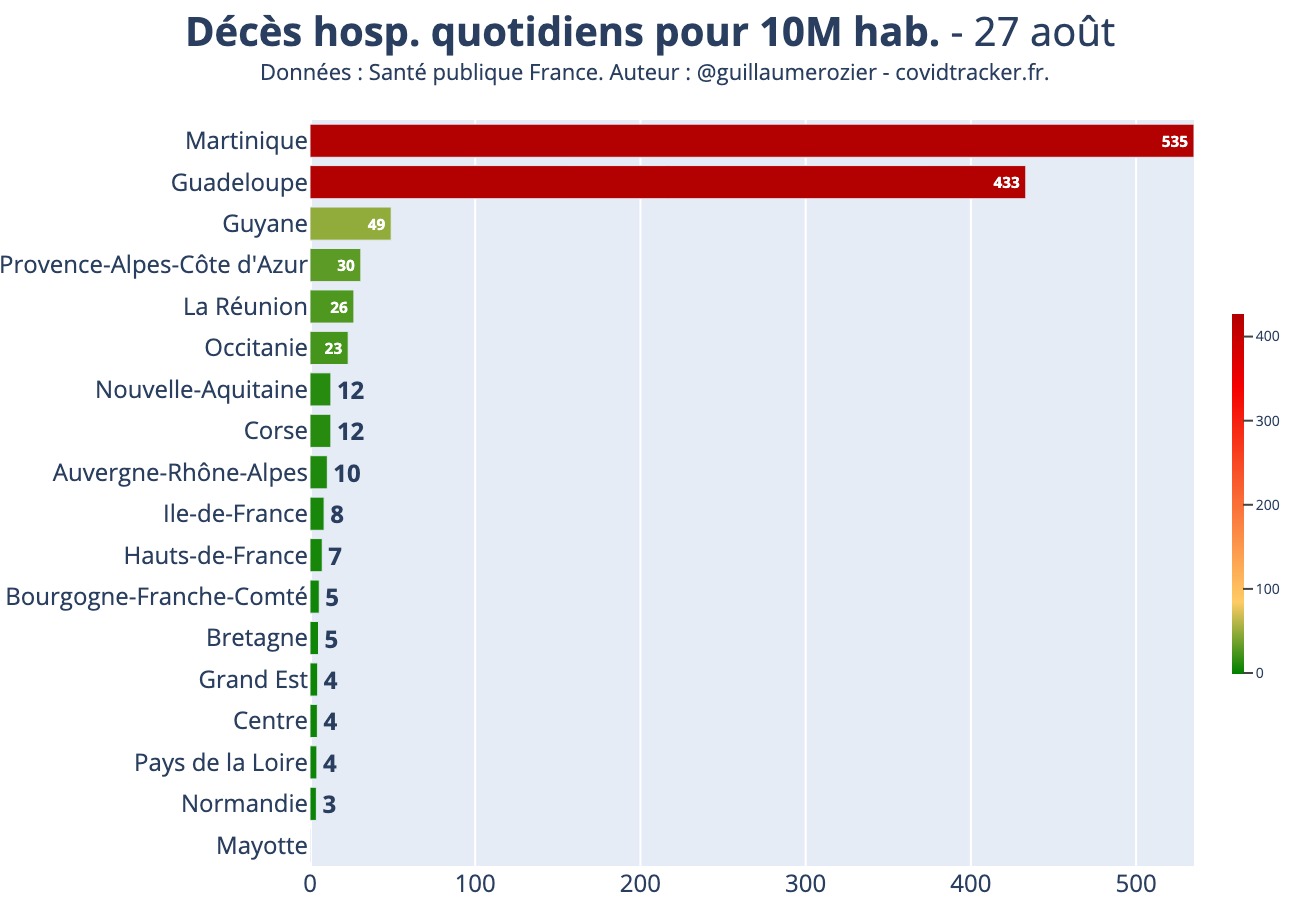 Décès hosp. quotidiens pour 10M hab. - 27 août
Données : Santé publique France. Auteur : @guillaumerozier - covidtracker.fr.
Martinique 535
Guadeloupe 433
Guyane 49
Provence-Alpes-Côte d'Azur 30
La Réunion 26
Occitanie 23
Nouvelle-Aquitaine 12
Corse 12
Auvergne-Rhône-Alpes 10
Ile-de-France 8
Hauts-de-France 7
Bourgogne-Franche-Comté 5
Bretagne 5
Grand Est 4
Centre 4
Pays de la Loire 4
Normandie 3
Mayotte
0 100 200 300 400 500
400
300
200
100
0